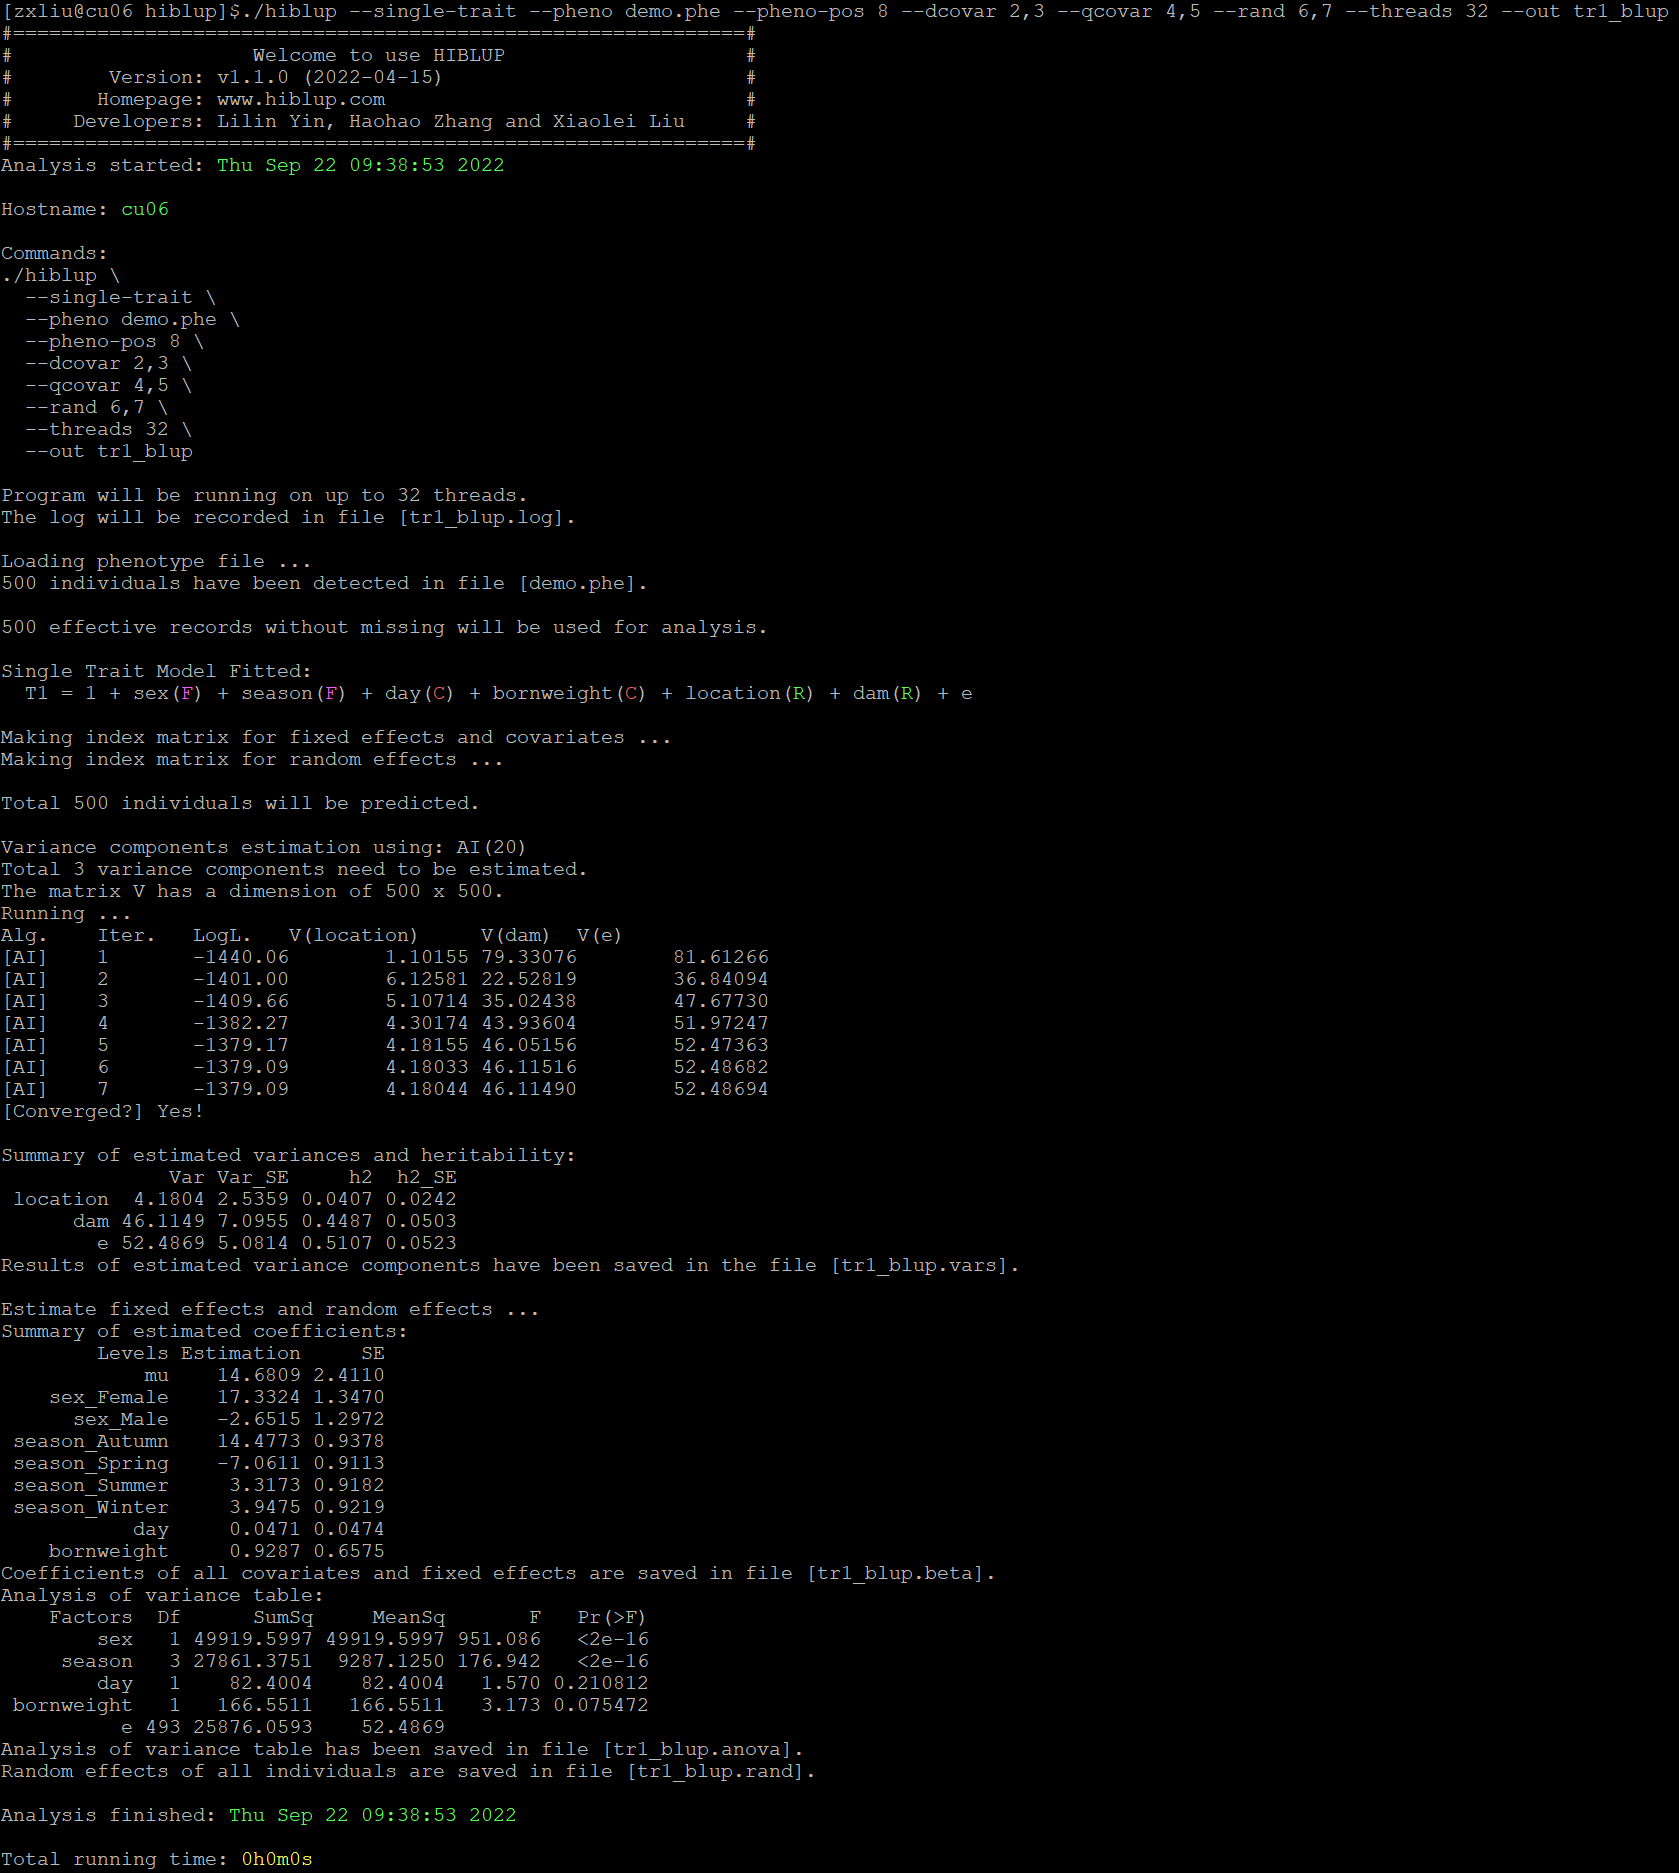 [zxliu@cu06 hiblup]$./hiblup --single-trait --pheno demo.phe --pheno-pos 8 --dcovar 2,3 --qcovar 4,5 --rand 6,7 --threads 32 --out tr1_blup
#=============================================================#
#                    Welcome to use HIBLUP                    #
#        Version: v1.1.0 (2022-04-15)                         #
#       Homepage: www.hiblup.com                              #
#     Developers: Lilin Yin, Haohao Zhang and Xiaolei Liu     #
#=============================================================#
Analysis started: Thu Sep 22 09:38:53 2022
Hostname: cu06
Commands:
./hiblup \
  --single-trait \
  --pheno demo.phe \
  --pheno-pos 8 \
  --dcovar 2,3 \
  --qcovar 4,5 \
  --rand 6,7 \
  --threads 32 \
  --out tr1_blup
Program will be running on up to 32 threads.
The log will be recorded in file [tr1_blup.log].
Loading phenotype file ...
500 individuals have been detected in file [demo.phe].
500 effective records without missing will be used for analysis.
Single Trait Model Fitted:
  T1 = 1 + sex(F) + season(F) + day(C) + bornweight(C) + location(R) + dam(R) + e
Making index matrix for fixed effects and covariates ...
Making index matrix for random effects ...
Total 500 individuals will be predicted.
Variance components estimation using: AI(20)
Total 3 variance components need to be estimated.
The matrix V has a dimension of 500 x 500.
Running ...
Alg.    Iter.   LogL.   V(location)     V(dam)  V(e)
[AI]    1       -1440.06        1.10155 79.33076        81.61266
[AI]    2       -1401.00        6.12581 22.52819        36.84094
[AI]    3       -1409.66        5.10714 35.02438        47.67730
[AI]    4       -1382.27        4.30174 43.93604        51.97247
[AI]    5       -1379.17        4.18155 46.05156        52.47363
[AI]    6       -1379.09        4.18033 46.11516        52.48682
[AI]    7       -1379.09        4.18044 46.11490        52.48694
[Converged?] Yes!
Summary of estimated variances and heritability:
              Var Var_SE     h2  h2_SE
 location  4.1804 2.5359 0.0407 0.0242
      dam 46.1149 7.0955 0.4487 0.0503
        e 52.4869 5.0814 0.5107 0.0523
Results of estimated variance components have been saved in the file [tr1_blup.vars].
Estimate fixed effects and random effects ...
Summary of estimated coefficients:
        Levels Estimation     SE
            mu    14.6809 2.4110
    sex_Female    17.3324 1.3470
      sex_Male    -2.6515 1.2972
 season_Autumn    14.4773 0.9378
 season_Spring    -7.0611 0.9113
 season_Summer     3.3173 0.9182
 season_Winter     3.9475 0.9219
           day     0.0471 0.0474
    bornweight     0.9287 0.6575
Coefficients of all covariates and fixed effects are saved in file [tr1_blup.beta].
Analysis of variance table:
    Factors  Df      SumSq     MeanSq       F   Pr(>F)
        sex   1 49919.5997 49919.5997 951.086   <2e-16
     season   3 27861.3751  9287.1250 176.942   <2e-16
        day   1    82.4004    82.4004   1.570 0.210812
 bornweight   1   166.5511   166.5511   3.173 0.075472
          e 493 25876.0593    52.4869
Analysis of variance table has been saved in file [tr1_blup.anova].
Random effects of all individuals are saved in file [tr1_blup.rand].
Analysis finished: Thu Sep 22 09:38:53 2022
Total running time: 0h0m0s